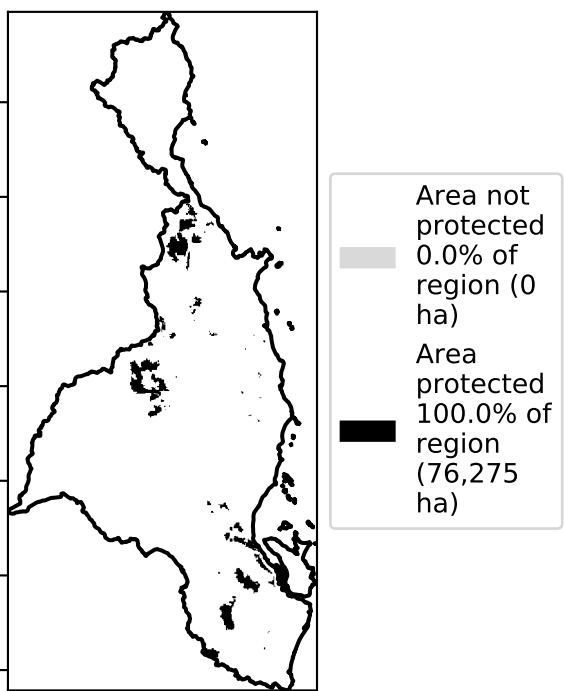 Area not
protected
0.0% of
region (0
ha)
Area
protected
100.0% of
region
(76,275
ha)